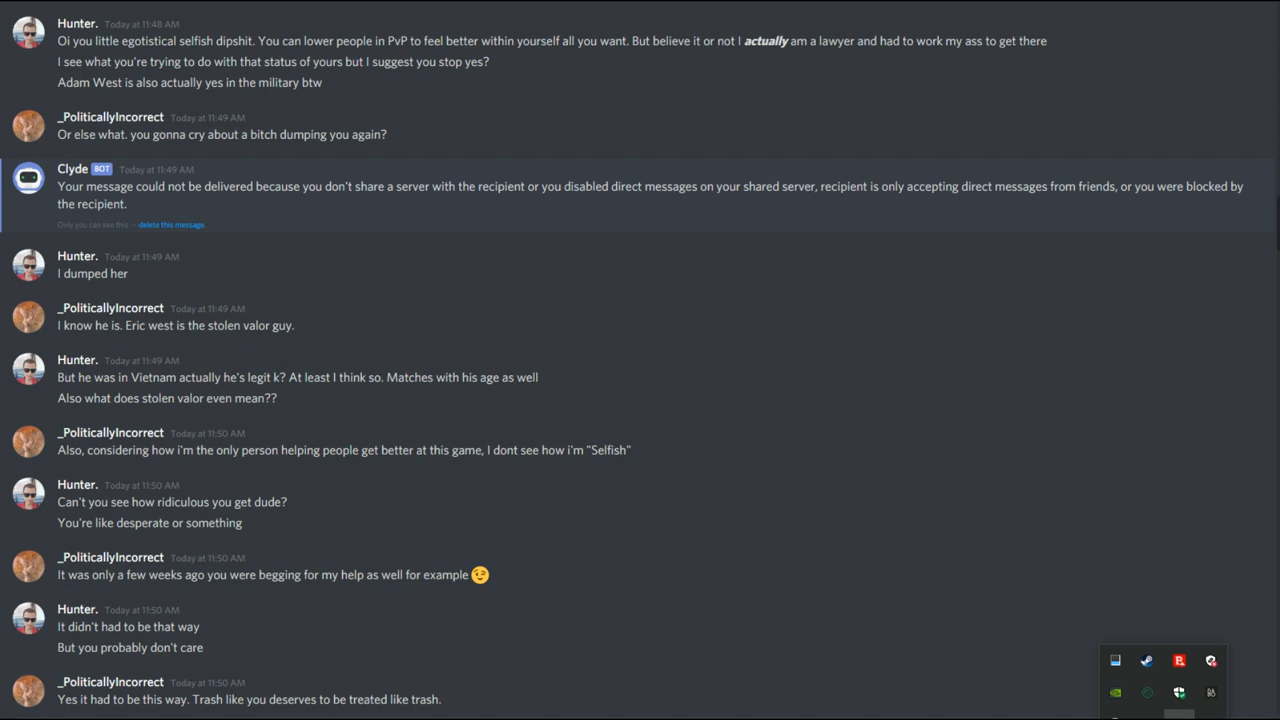 Hunter. Today at 11:48 AM
Oi you little egotistical selfish dipshit. You can lower people in PvP to feel better within yourself all you want. But believe it or not I actually am a lawyer and had to work my ass to get there
I see what you're trying to do with that status of yours but I suggest you stop yes?
Adam West is also actually yes in the military btw
_PoliticallyIncorrect Today at 11:49 AM
Or else what. you gonna cry about a bitch dumping you again?
Clyde BOT Today at 11:49 AM
Your message could not be delivered because you don't share a server with the recipient or you disabled direct messages on your shared server, recipient is only accepting direct messages from friends, or you were blocked by
the recipient.
Only you can see this — delete this message.
Hunter. Today at 11:49 AM
I dumped her
_PoliticallyIncorrect Today at 11:49 AM
I know he is. Eric west is the stolen valor guy.
Hunter. Today at 11:49 AM
But he was in Vietnam actually he's legit k? At least I think so. Matches with his age as well
Also what does stolen valor even mean??
_PoliticallyIncorrect Today at 11:50 AM
Also, considering how i'm the only person helping people get better at this game, I dont see how i'm "Selfish"
Hunter. Today at 11:50 AM
Can't you see how ridiculous you get dude?
You're like desperate or something
_PoliticallyIncorrect Today at 11:50 AM
It was only a few weeks ago you were begging for my help as well for example 😉
Hunter. Today at 11:50 AM
It didn't had to be that way
But you probably don't care
_PoliticallyIncorrect Today at 11:50 AM
Yes it had to be this way. Trash like you deserves to be treated like trash.